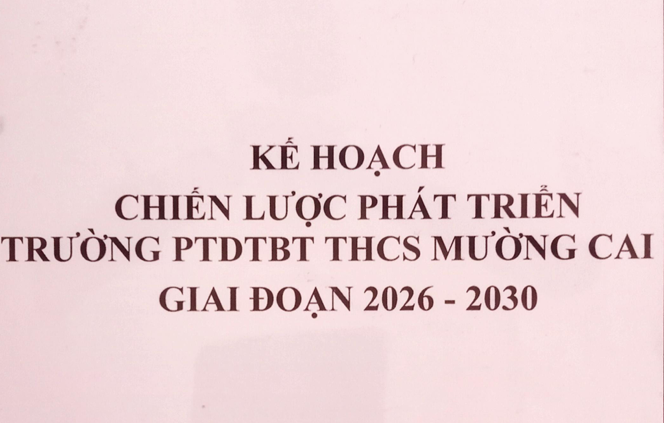 KẾ HOẠCH
CHIẾN LƯỢC PHÁT TRIỂN
TRƯỜNG PTDTBT THCS MƯỜNG CAI
GIAI ĐOẠN 2026 - 2030